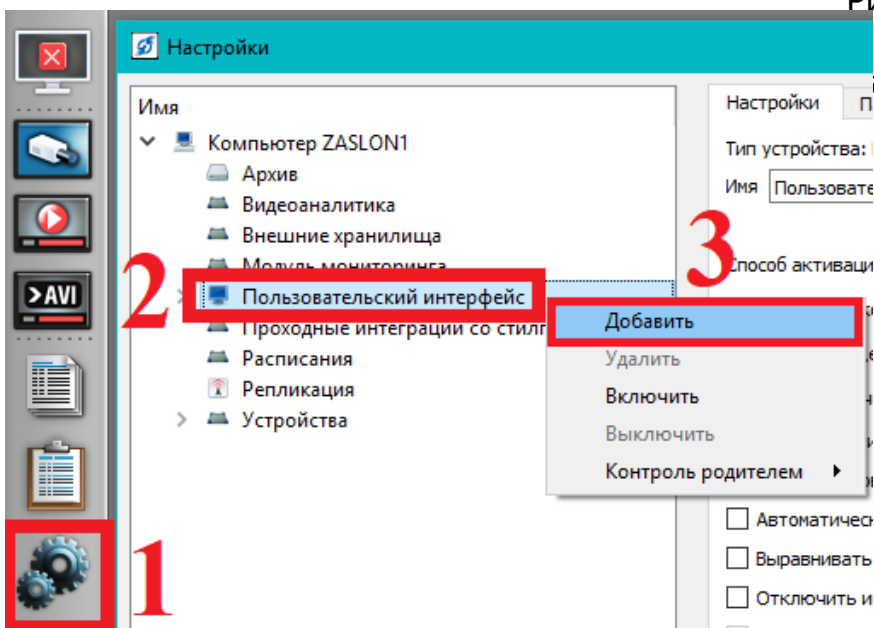 Настройки
>AVI
Имя
Компьютер ZASLON1
Архив
Видеоаналитика
Внешние хранилища
Модуль мониторинга
Пользовательский интерфейс
Проходные интеграции со
Расписания
Репликация
Устройства
1
2
3
Добавить
Удалить
Включить
Выключить
Контроль родителем
Настройки
Тип устройства:
Имя Пользовате
Способ активаци
Автоматическ
Выравнивать
Отключить и